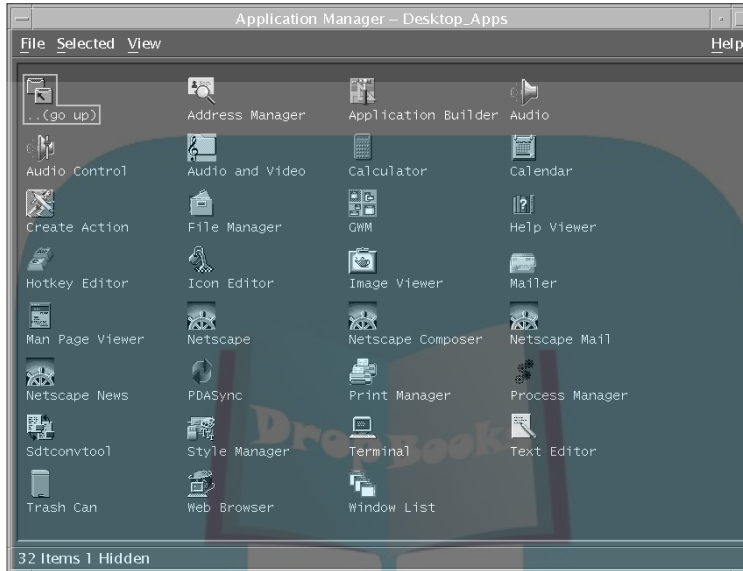 Application Manager – Desktop_Apps
File Selected View Help
..(go up) Address Manager Application Builder Audio
Audio Control Audio and Video Calculator Calendar
Create Action File Manager GWM Help Viewer
Hotkey Editor Icon Editor Image Viewer Mailer
Man Page Viewer Netscape Netscape Composer Netscape Mail
Netscape News PDASync Print Manager Process Manager
Sdtconvtool Style Manager Terminal Text Editor
Trash Can Web Browser Window List
DropBook
32 Items 1 Hidden